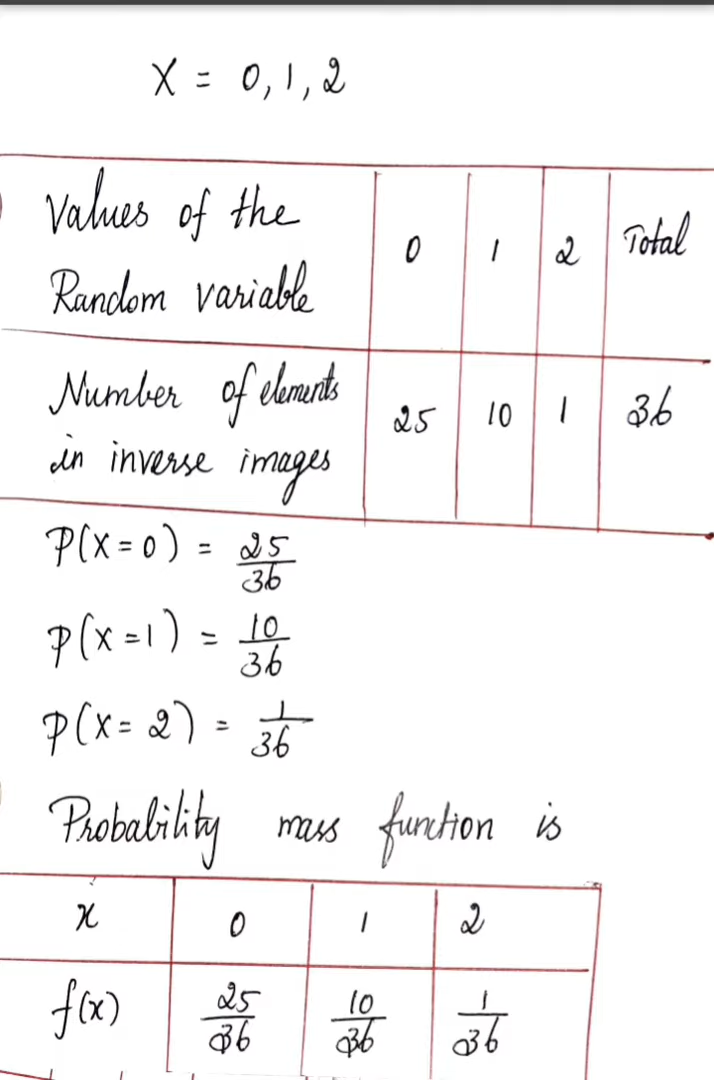 X = 0, 1, 2
Values of the Random variable | 0 | 1 | 2 | Total
Number of elements in inverse images | 25 | 10 | 1 | 36
P(X=0) = 25/36
P(X=1) = 10/36
P(X=2) = 1/36
Probability mass function is
x | 0 | 1 | 2
f(x) | 25/36 | 10/36 | 1/36